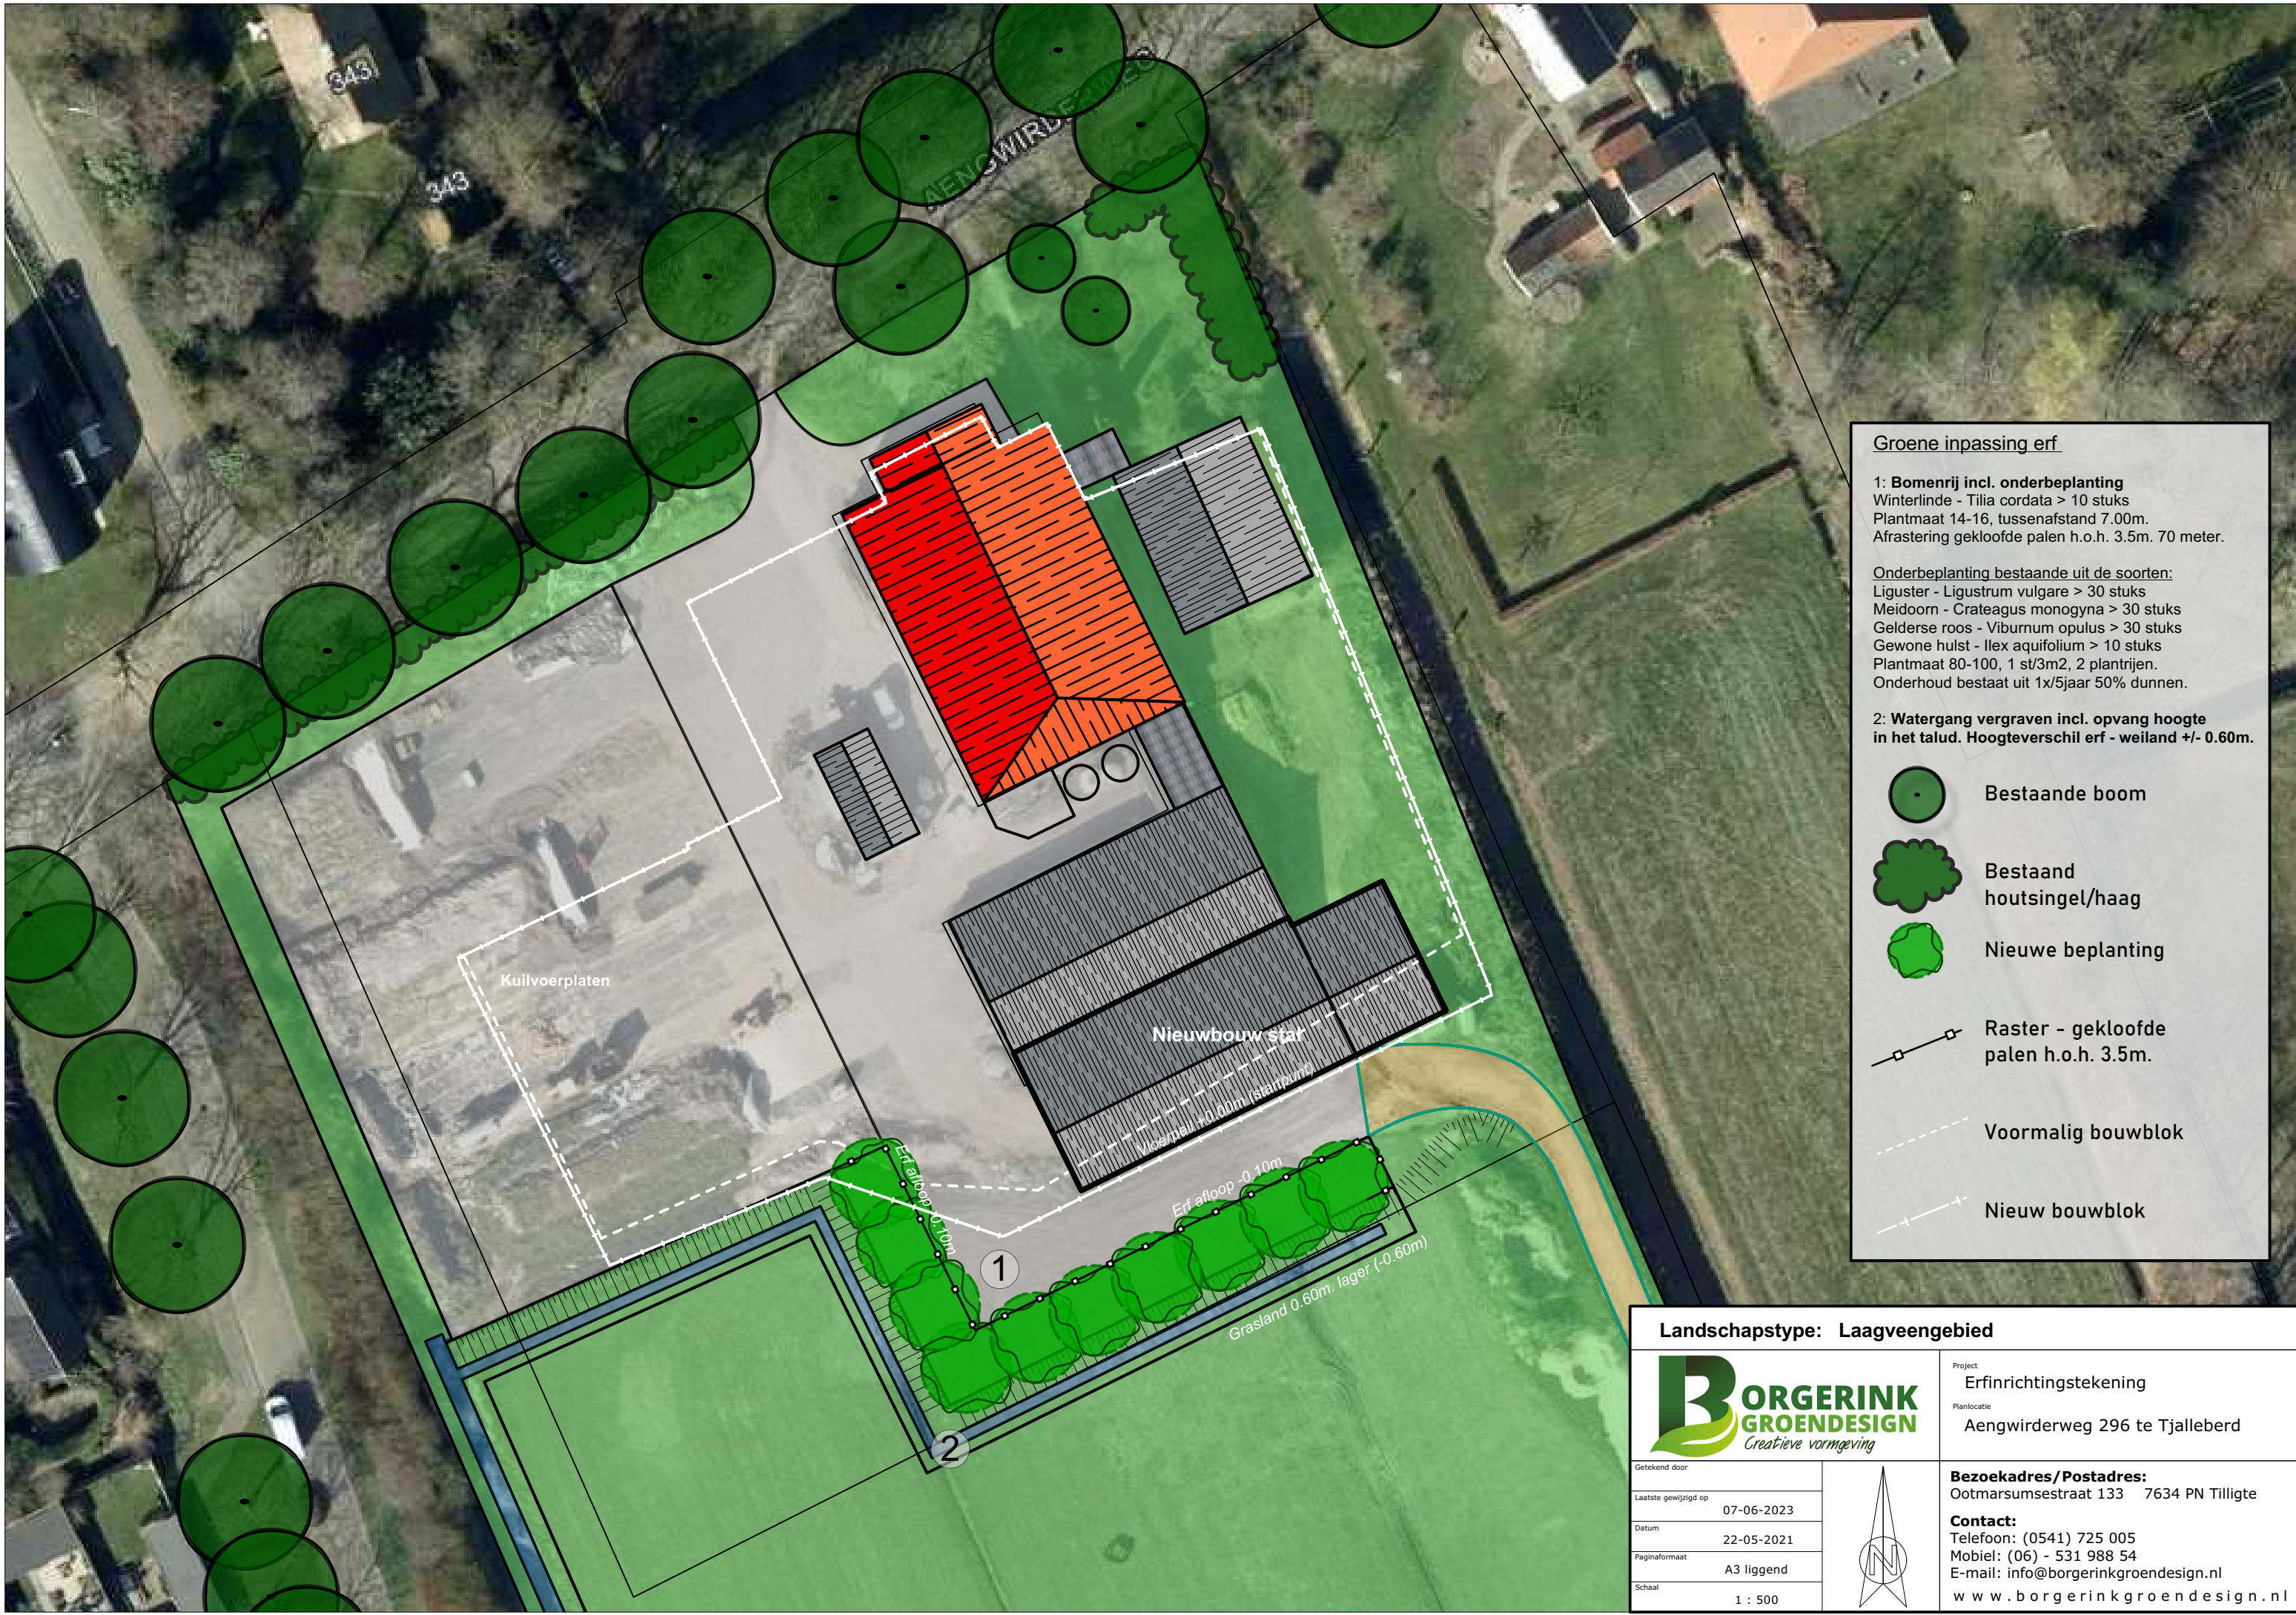 343
343
AENGWIRDERWEG
Kuilvoerplaten
Nieuwbouw stal
Vloerpeil +0.00m (startpunt)
Erf afloop -0.10m
Erf afloop -0.10m
Grasland 0.60m. lager (-0.60m)
1
2
Groene inpassing erf
1: Bomenrij incl. onderbeplanting
Winterlinde - Tilia cordata > 10 stuks
Plantmaat 14-16, tussenafstand 7.00m.
Afrastering gekloofde palen h.o.h. 3.5m. 70 meter.
Onderbeplanting bestaande uit de soorten:
Liguster - Ligustrum vulgare > 30 stuks
Meidoorn - Crateagus monogyna > 30 stuks
Gelderse roos - Viburnum opulus > 30 stuks
Gewone hulst - Ilex aquifolium > 10 stuks
Plantmaat 80-100, 1 st/3m2, 2 plantrijen.
Onderhoud bestaat uit 1x/5jaar 50% dunnen.
2: Watergang vergraven incl. opvang hoogte
in het talud. Hoogteverschil erf - weiland +/- 0.60m.
Bestaande boom
Bestaand
houtsingel/haag
Nieuwe beplanting
Raster - gekloofde
palen h.o.h. 3.5m.
Voormalig bouwblok
Nieuw bouwblok
Landschapstype: Laagveengebied
BORGERINK
GROENDESIGN
Creatieve vormgeving
Project
Erfinrichtingstekening
Planlocatie
Aengwirderweg 296 te Tjalleberd
Getekend door
Laatste gewijzigd op
07-06-2023
Datum
22-05-2021
Paginaformaat
A3 liggend
Schaal
1 : 500
N
Bezoekadres/Postadres:
Ootmarsumsestraat 133 7634 PN Tilligte
Contact:
Telefoon: (0541) 725 005
Mobiel: (06) - 531 988 54
E-mail: info@borgerinkgroendesign.nl
www.borgerinkgroendesign.nl